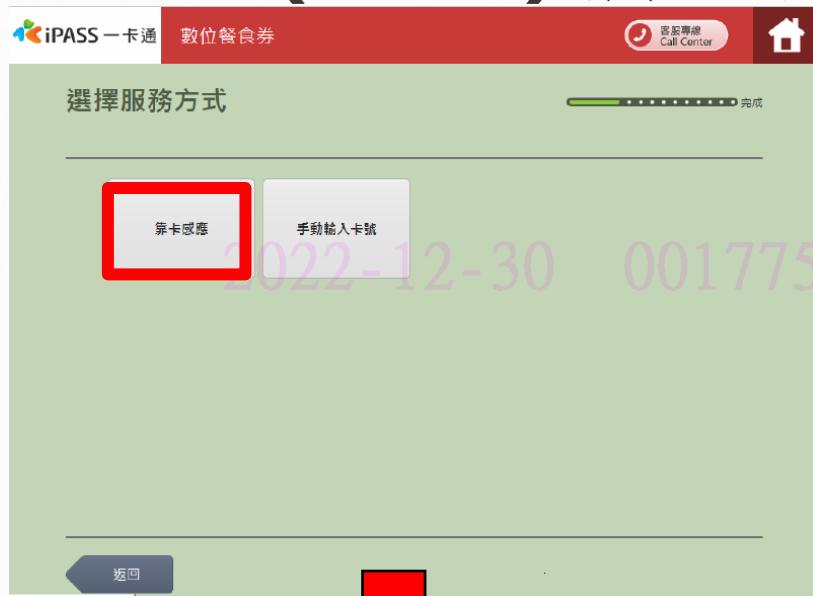 iPASS 一卡通 數位餐食券 客服專線
Call Center
選擇服務方式 完成
靠卡感應 手動輸入卡號
2022-12-30 001775
返回